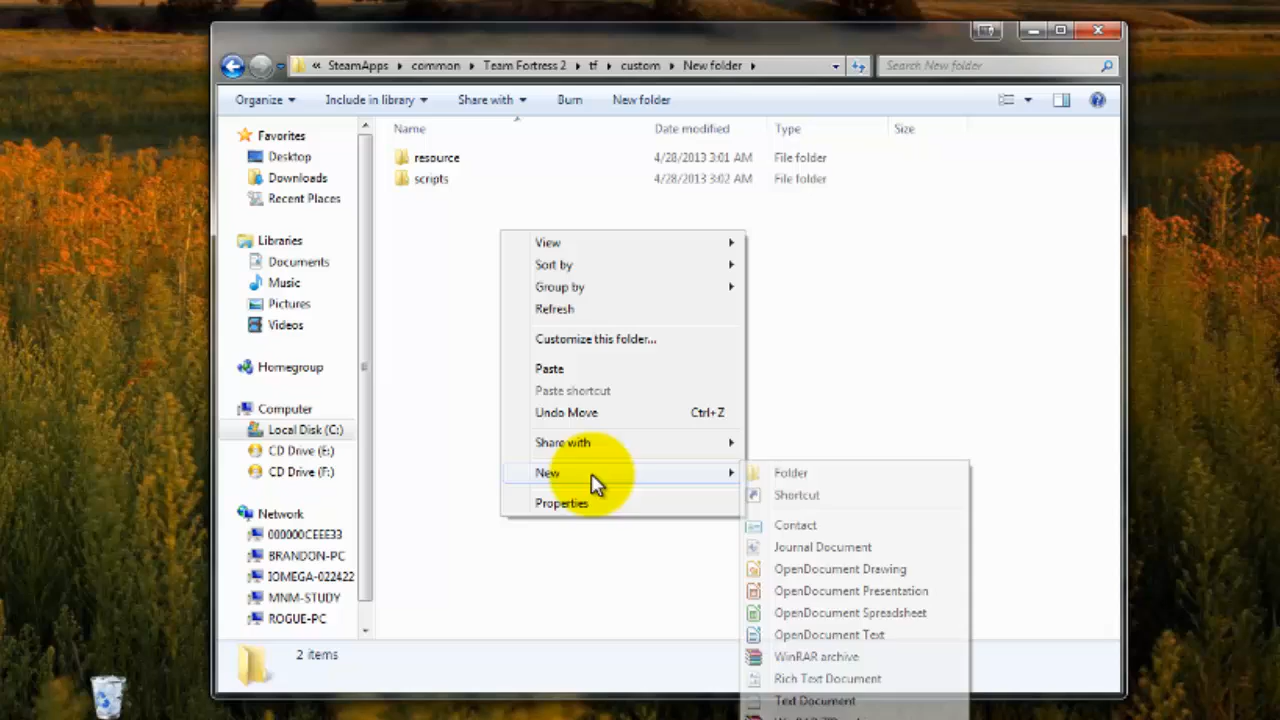 « SteamApps common Team Fortress 2 tf custom New folder
Search New folder
Organize Include in library Share with Burn New folder
Name Date modified Type Size
resource 4/28/2013 3:01 AM File folder
scripts 4/28/2013 3:02 AM File folder
Favorites
Desktop
Downloads
Recent Places
Libraries
Documents
Music
Pictures
Videos
Homegroup
Computer
Local Disk (C:)
CD Drive (E:)
CD Drive (F:)
Network
000000CEEE33
BRANDON-PC
IOMEGA-022422
MNM-STUDY
ROGUE-PC
View
Sort by
Group by
Refresh
Customize this folder...
Paste
Paste shortcut
Undo Move Ctrl+Z
Share with
New
Properties
Folder
Shortcut
Contact
Journal Document
OpenDocument Drawing
OpenDocument Presentation
OpenDocument Spreadsheet
OpenDocument Text
WinRAR archive
Rich Text Document
Text Document
2 items